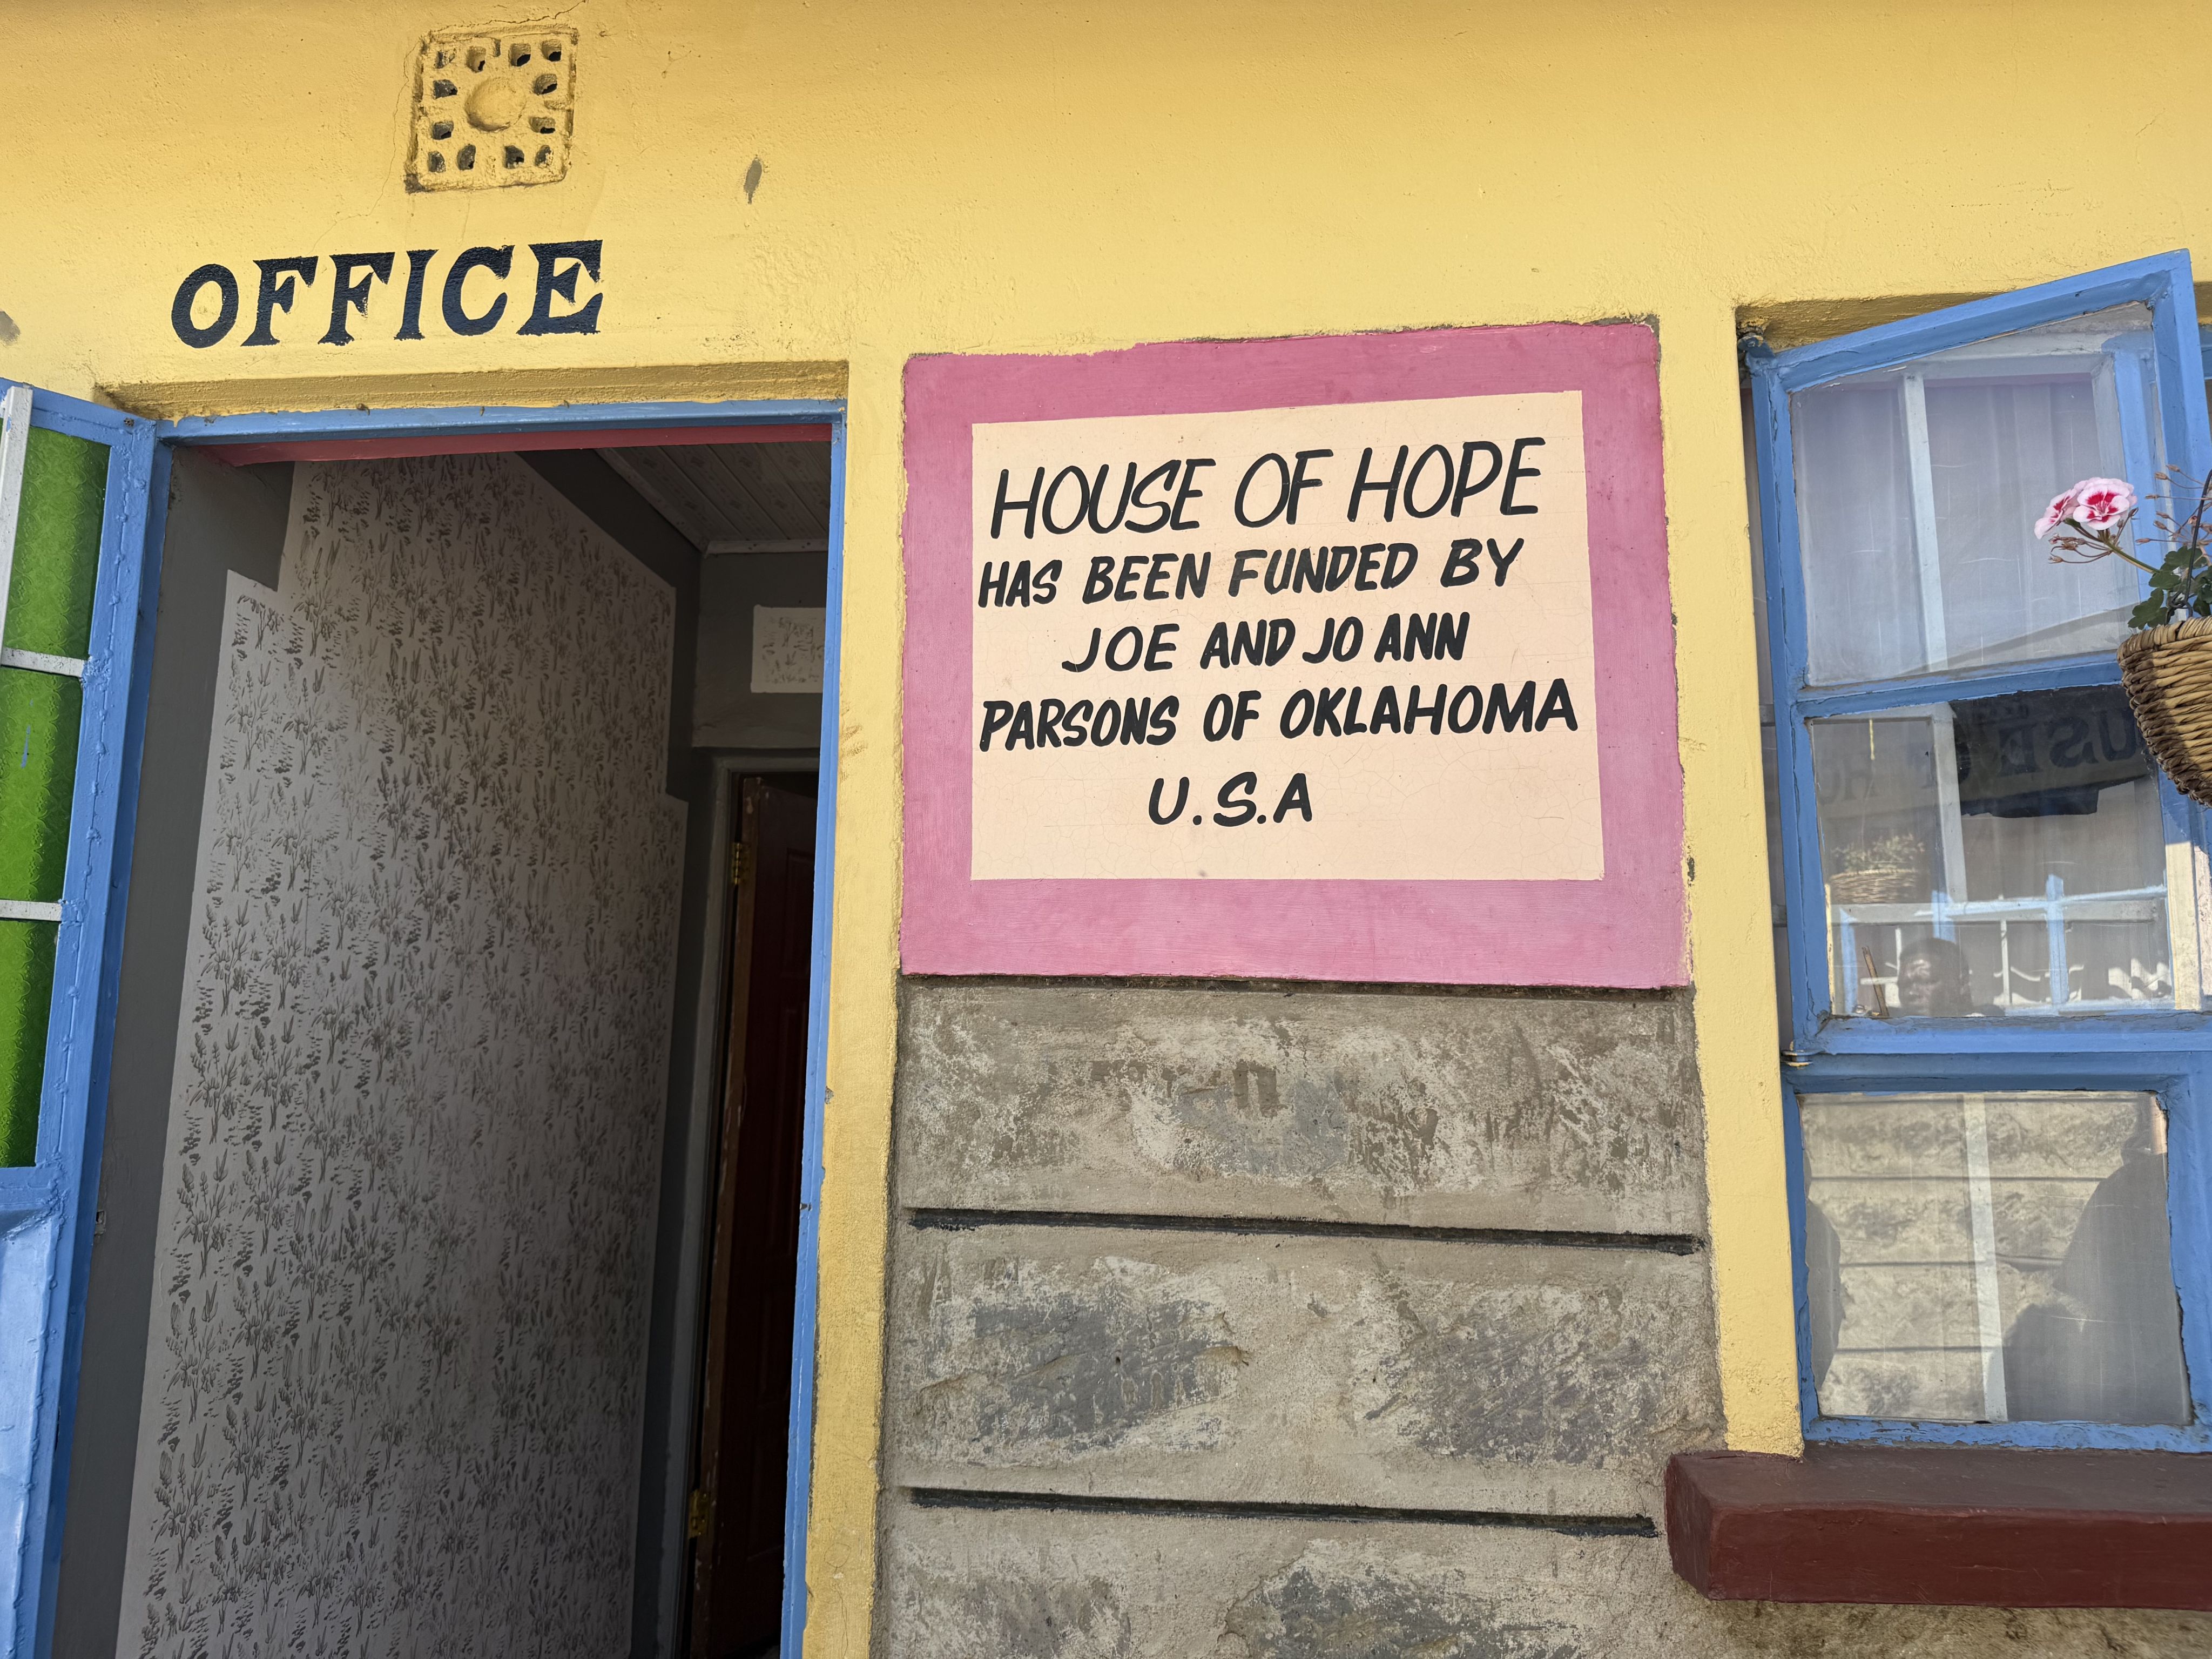 OFFICE
HOUSE OF HOPE
HAS BEEN FUNDED BY
JOE AND JO ANN
PARSONS OF OKLAHOMA
U.S.A